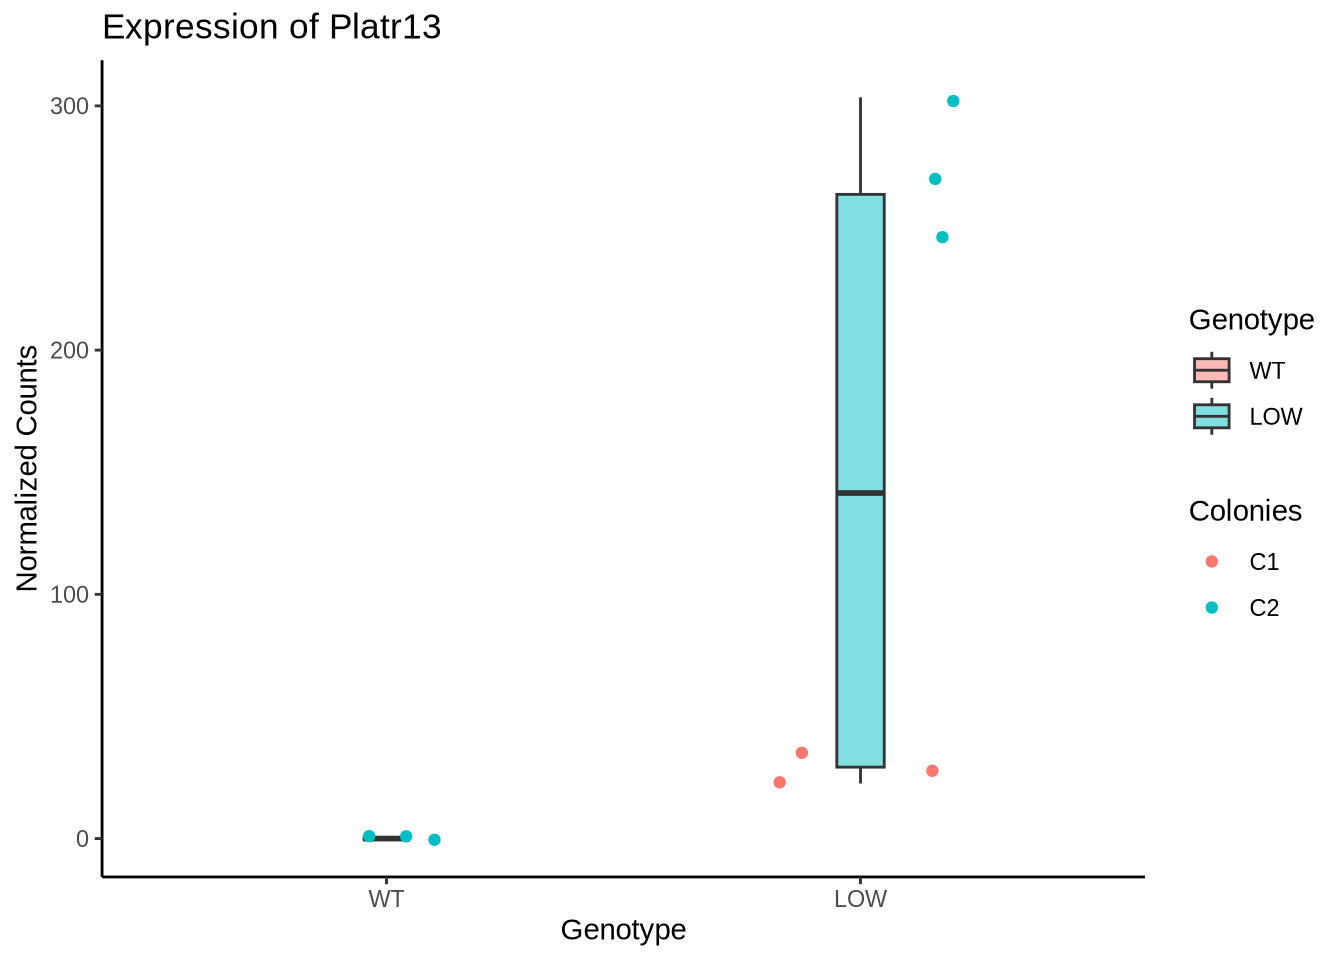 Expression of Platr13
300
200
100
0
Normalized Counts
WT
LOW
Genotype
Genotype
WT
LOW
Colonies
C1
C2